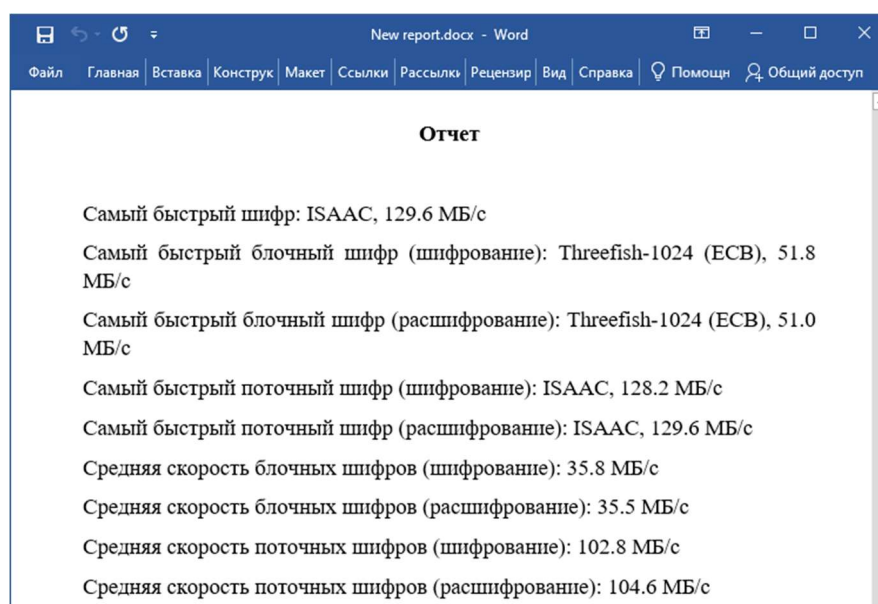 New report.docx - Word
Файл Главная Вставка Конструк Макет Ссылки Рассылки Рецензир Вид Справка Помощн Общий доступ
Отчет
Самый быстрый шифр: ISAAC, 129.6 МБ/с
Самый быстрый блочный шифр (шифрование): Threefish-1024 (ECB), 51.8
МБ/с
Самый быстрый блочный шифр (расшифрование): Threefish-1024 (ECB), 51.0
МБ/с
Самый быстрый поточный шифр (шифрование): ISAAC, 128.2 МБ/с
Самый быстрый поточный шифр (расшифрование): ISAAC, 129.6 МБ/с
Средняя скорость блочных шифров (шифрование): 35.8 МБ/с
Средняя скорость блочных шифров (расшифрование): 35.5 МБ/с
Средняя скорость поточных шифров (шифрование): 102.8 МБ/с
Средняя скорость поточных шифров (расшифрование): 104.6 МБ/с